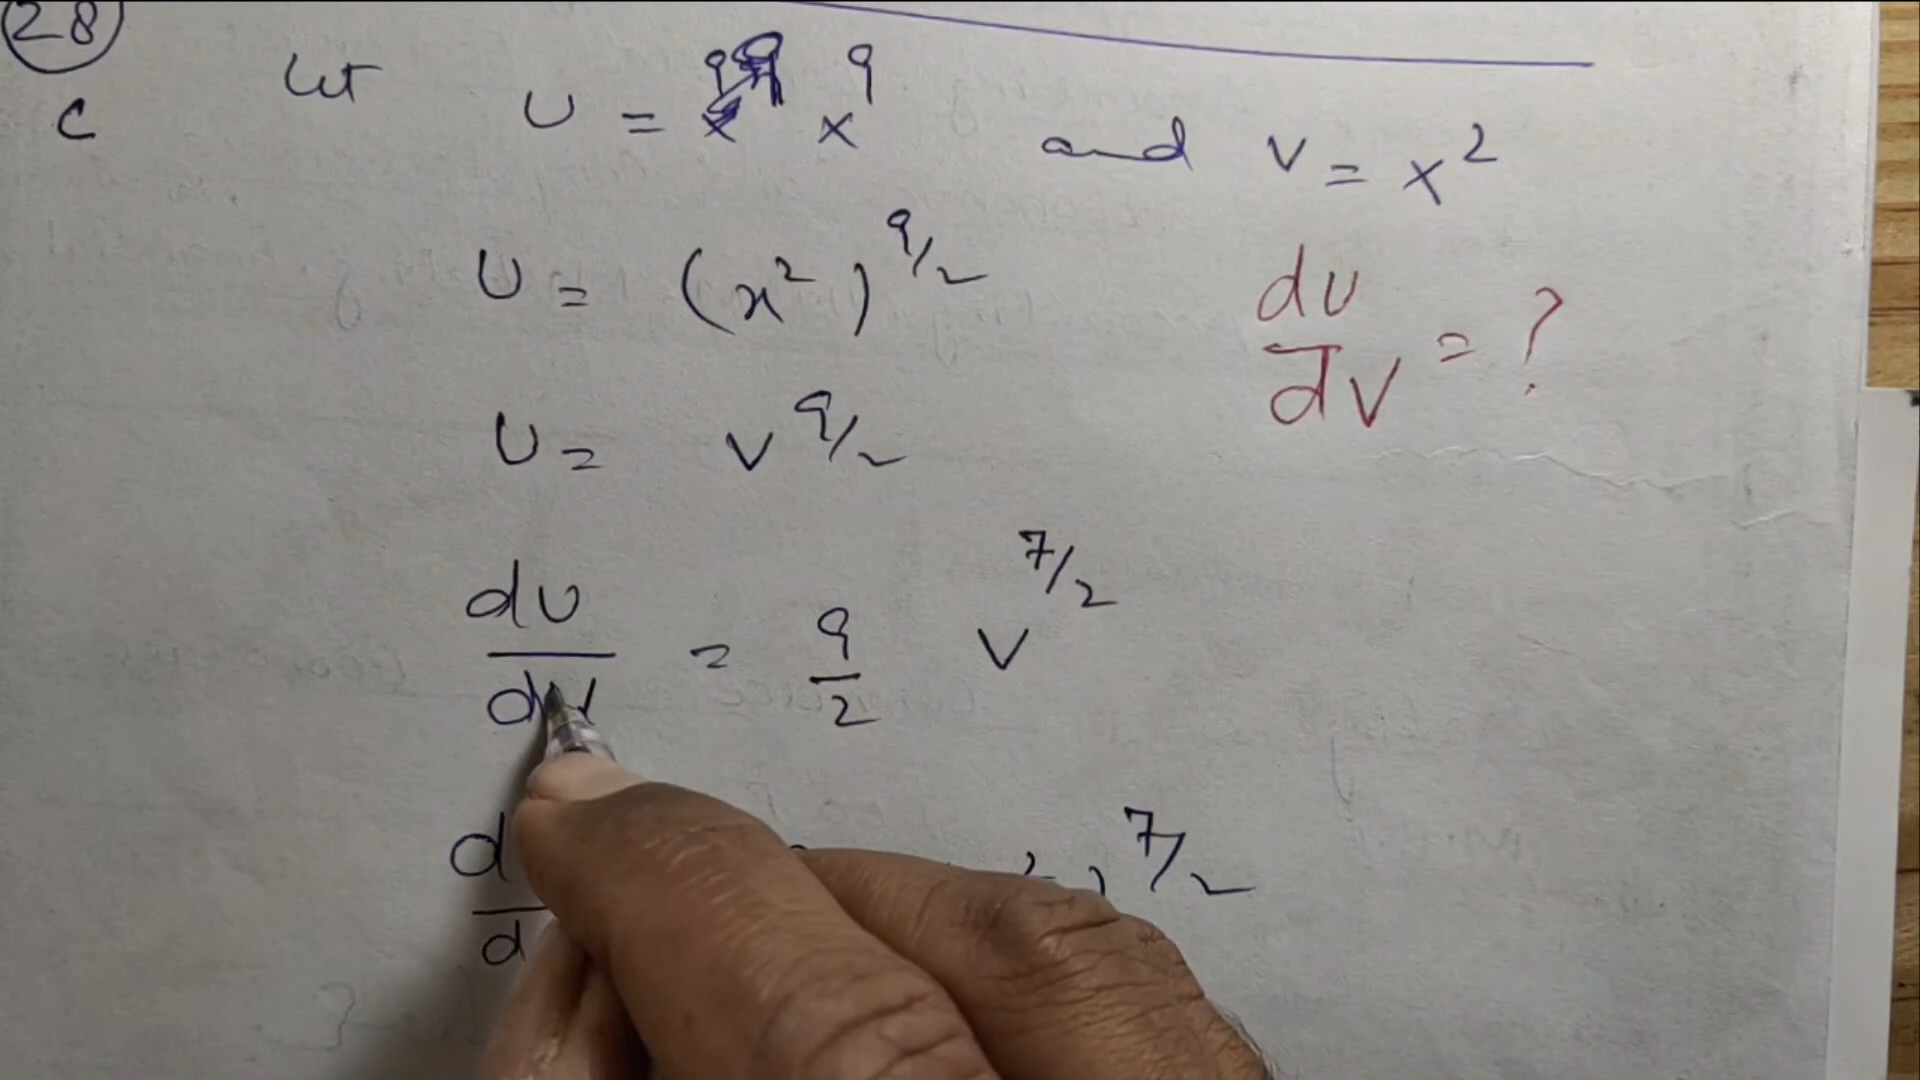 28
C
let U = x^9 and V = x^2
U = (x^2)^9/2
dU/dV = ?
U = V^9/2
dU/dV = 9/2 V^7/2
d 7/2
d